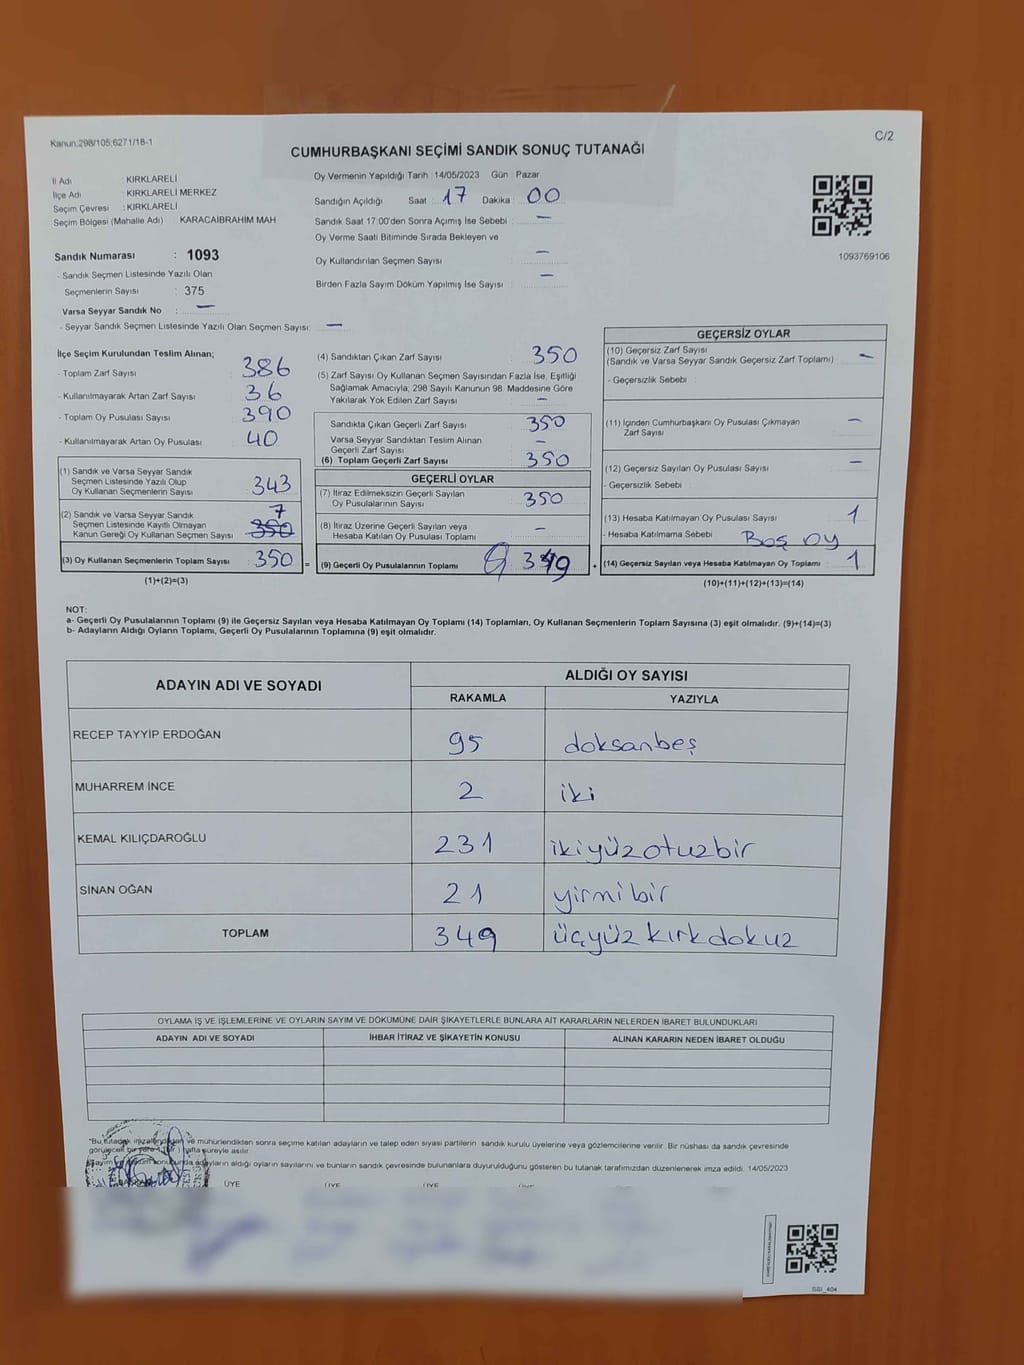 Kanun:298/105;6271/18-1
C/2
CUMHURBAŞKANI SEÇİMİ SANDIK SONUÇ TUTANAĞI
İl Adı : KIRKLARELİ
İlçe Adı : KIRKLARELİ MERKEZ
Seçim Çevresi : KIRKLARELİ
Seçim Bölgesi (Mahalle Adı) KARACAIBRAHİM MAH
Sandık Numarası : 1093
- Sandık Seçmen Listesinde Yazılı Olan
Seçmenlerin Sayısı : 375
Varsa Seyyar Sandık No : —
- Seyyar Sandık Seçmen Listesinde Yazılı Olan Seçmen Sayısı: —
Oy Vermenin Yapıldığı Tarih 14/05/2023 Gün : Pazar
Sandığın Açıldığı Saat 17 Dakika : 00
Sandık Saat 17:00'den Sonra Açımış İse Sebebi : —
Oy Verme Saati Bitiminde Sırada Bekleyen ve
Oy Kullandırılan Seçmen Sayısı : —
Birden Fazla Sayım Döküm Yapılmış İse Sayısı : —
1093769106
İlçe Seçim Kurulundan Teslim Alınan;
- Toplam Zarf Sayısı : 386
- Kullanılmayarak Artan Zarf Sayısı : 36
- Toplam Oy Pusulası Sayısı : 390
- Kullanılmayarak Artan Oy Pusulası : 40
(1) Sandık ve Varsa Seyyar Sandık
Seçmen Listesinde Yazılı Olup
Oy Kullanan Seçmenlerin Sayısı 343
(2) Sandık ve Varsa Seyyar Sandık 7
Seçmen Listesinde Kayıtlı Olmayan
Kanun Gereği Oy Kullanan Seçmen Sayısı 350
(3) Oy Kullanan Seçmenlerin Toplam Sayısı 350 =
(1)+(2)=(3)
(4) Sandıktan Çıkan Zarf Sayısı 350
(5) Zarf Sayısı Oy Kullanan Seçmen Sayısından Fazla İse, Eşitliği
Sağlamak Amacıyla, 298 Sayılı Kanunun 98. Maddesine Göre
Yakılarak Yok Edilen Zarf Sayısı : —
Sandıkta Çıkan Geçerli Zarf Sayısı : 350
Varsa Seyyar Sandıktan Teslim Alınan
Geçerli Zarf Sayısı : —
(6) Toplam Geçerli Zarf Sayısı : 350
GEÇERLİ OYLAR
(7) İtiraz Edilmeksizin Geçerli Sayılan
Oy Pusulalarının Sayısı : 350
(8) İtiraz Üzerine Geçerli Sayılan veya
Hesaba Katılan Oy Pusulası Toplamı : —
(9) Geçerli Oy Pusulalarının Toplamı : 349 +
GEÇERSİZ OYLAR
(10) Geçersiz Zarf Sayısı
(Sandık ve Varsa Seyyar Sandık Geçersiz Zarf Toplamı) : —
- Geçersizlik Sebebi :
(11) İçinden Cumhurbaşkanı Oy Pusulası Çıkmayan
Zarf Sayısı : —
(12) Geçersiz Sayılan Oy Pusulası Sayısı : —
- Geçersizlik Sebebi :
(13) Hesaba Katılmayan Oy Pusulası Sayısı : 1
- Hesaba Katılmama Sebebi : Boş oy
(14) Geçersiz Sayılan veya Hesaba Katılmayan Oy Toplamı : 1
(10)+(11)+(12)+(13)=(14)
NOT:
a- Geçerli Oy Pusulalarının Toplamı (9) ile Geçersiz Sayılan veya Hesaba Katılmayan Oy Toplamı (14) Toplamları, Oy Kullanan Seçmenlerin Toplam Sayısına (3) eşit olmalıdır. (9)+(14)=(3)
b- Adayların Aldığı Oyların Toplamı, Geçerli Oy Pusulalarının Toplamına (9) eşit olmalıdır.
ADAYIN ADI VE SOYADI
ALDIĞI OY SAYISI
RAKAMLA YAZIYLA
RECEP TAYYİP ERDOĞAN 95 doksanbeş
MUHARREM İNCE 2 iki
KEMAL KILIÇDAROĞLU 231 ikiyüzotuzbir
SİNAN OĞAN 21 yirmibir
TOPLAM 349 üçyüzkırkdokuz
OYLAMA İŞ VE İŞLEMLERİNE VE OYLARIN SAYIM VE DÖKÜMÜNE DAİR ŞİKAYETLERLE BUNLARA AİT KARARLARIN NELERDEN İBARET BULUNDUKLARI
ADAYIN ADI VE SOYADI İHBAR İTİRAZ VE ŞİKAYETİN KONUSU ALINAN KARARIN NEDEN İBARET OLDUĞU
*Bu tutanak imzalandıktan ve mühürlendikten sonra seçime katılan adayların ve talep eden siyasi partilerin sandık kurulu üyelerine veya gözlemcilerine verilir. Bir nüshası da sandık çevresinde
görülecek bir yere 1 (bir) hafta süreyle asılır.
adayların aldığı oyların sayılarını ve bunların sandık çevresinde bulunanlara duyurulduğunu gösteren bu tutanak tarafımızdan düzenlenerek imza edildi. 14/05/2023
ÜYE ÜYE ÜYE
SSI_404